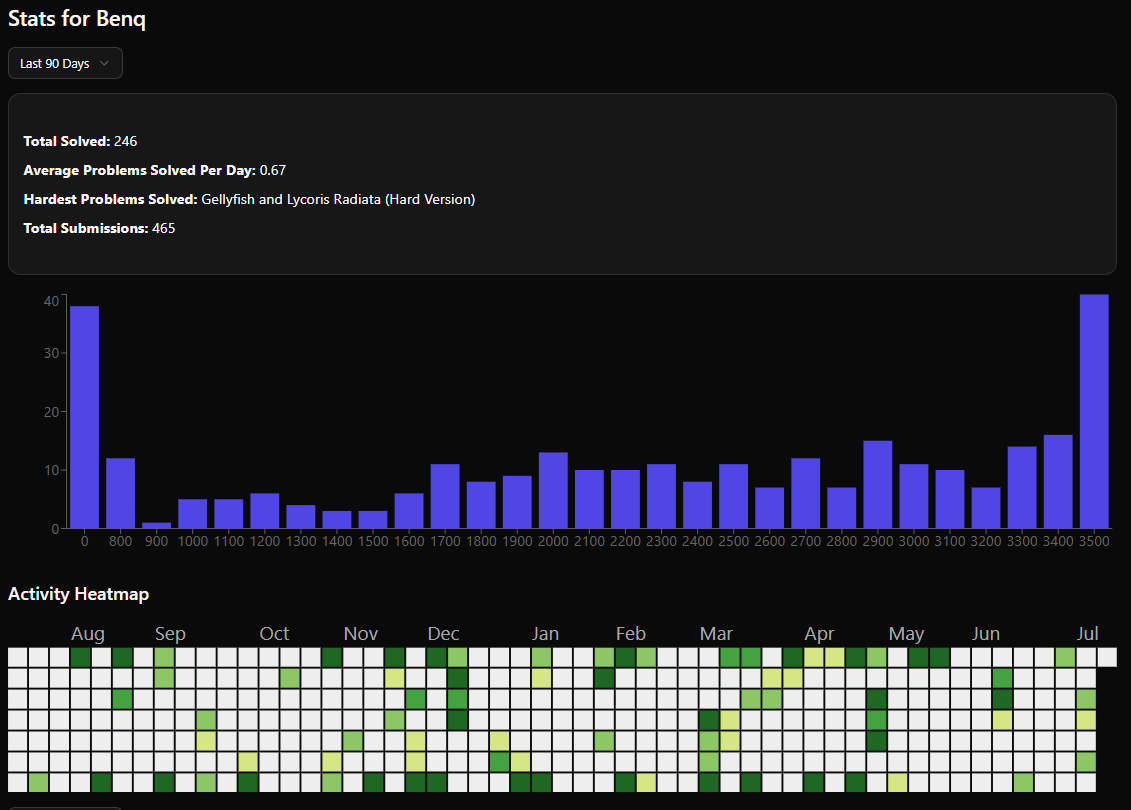 Stats for Benq
Last 90 Days
Total Solved: 246
Average Problems Solved Per Day: 0.67
Hardest Problems Solved: Gellyfish and Lycoris Radiata (Hard Version)
Total Submissions: 465
40
30
20
10
0
0 800 900 1000 1100 1200 1300 1400 1500 1600 1700 1800 1900 2000 2100 2200 2300 2400 2500 2600 2700 2800 2900 3000 3100 3200 3300 3400 3500
Activity Heatmap
Aug Sep Oct Nov Dec Jan Feb Mar Apr May Jun Jul